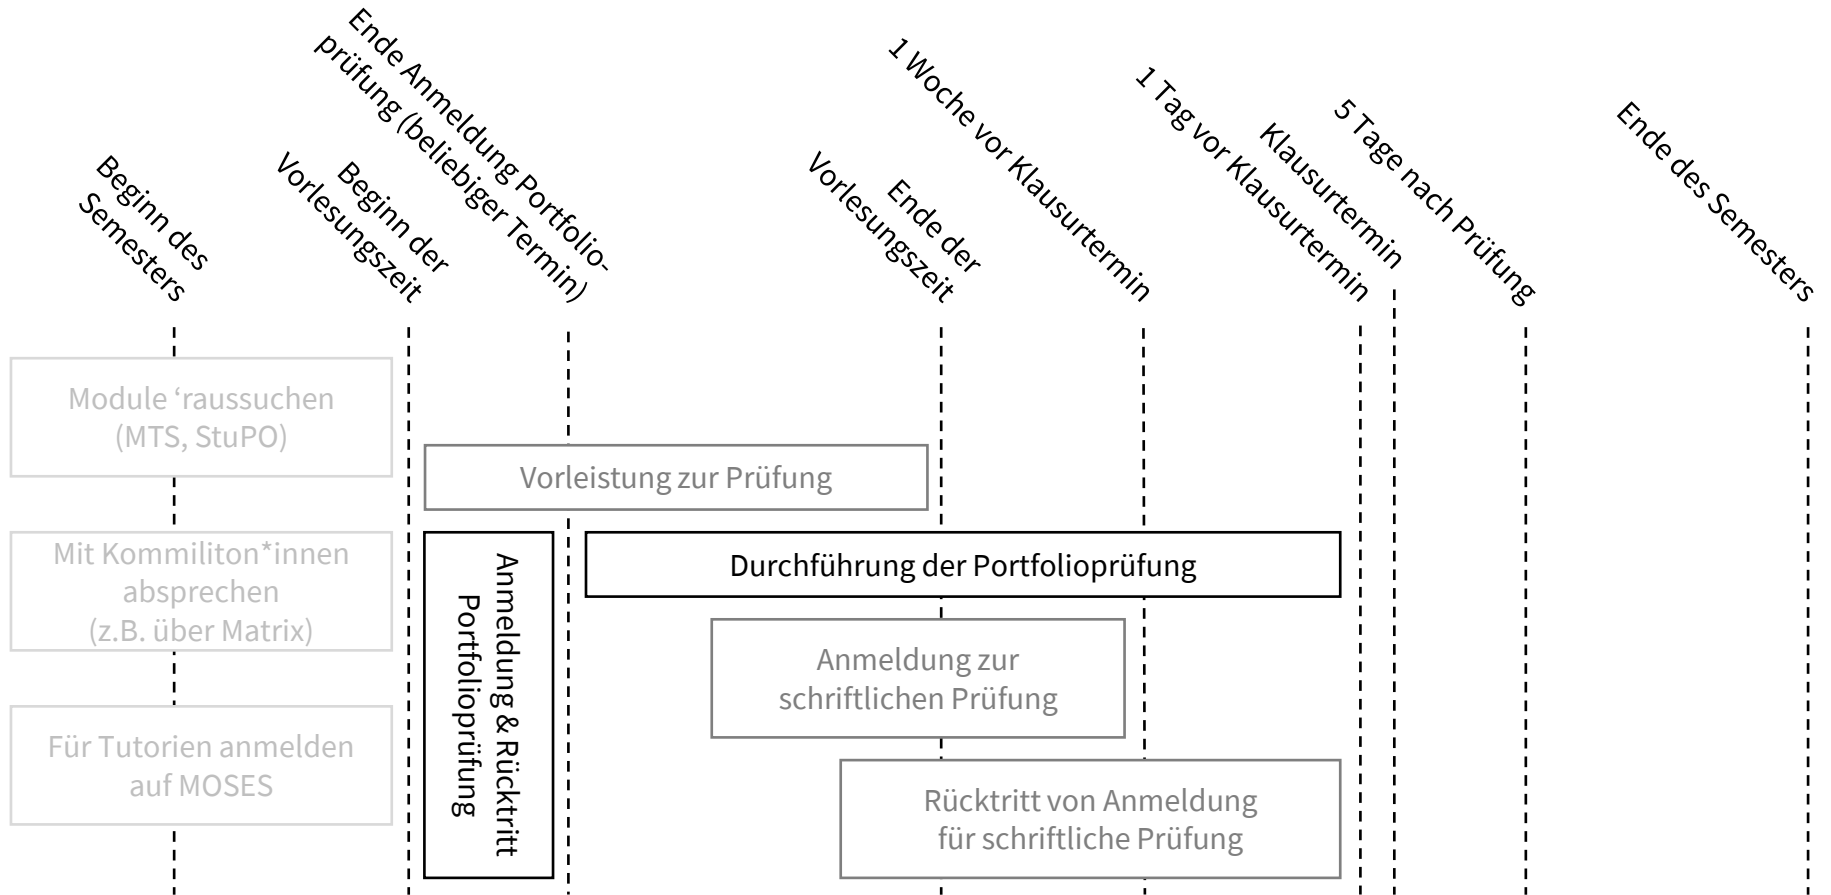 Beginn des
Semesters
Beginn der
Vorlesungszeit
Ende Anmeldung Portfolio-
prüfung (beliebiger Termin)
Ende der
Vorlesungszeit
1 Woche vor Klausurtermin
1 Tag vor Klausurtermin
Klausurtermin
5 Tage nach Prüfung
Ende des Semesters
Module ‘raussuchen
(MTS, StuPO)
Vorleistung zur Prüfung
Mit Kommiliton*innen
absprechen
(z.B. über Matrix)
Anmeldung & Rücktritt
Portfolioprüfung
Durchführung der Portfolioprüfung
Anmeldung zur
schriftlichen Prüfung
Für Tutorien anmelden
auf MOSES
Rücktritt von Anmeldung
für schriftliche Prüfung